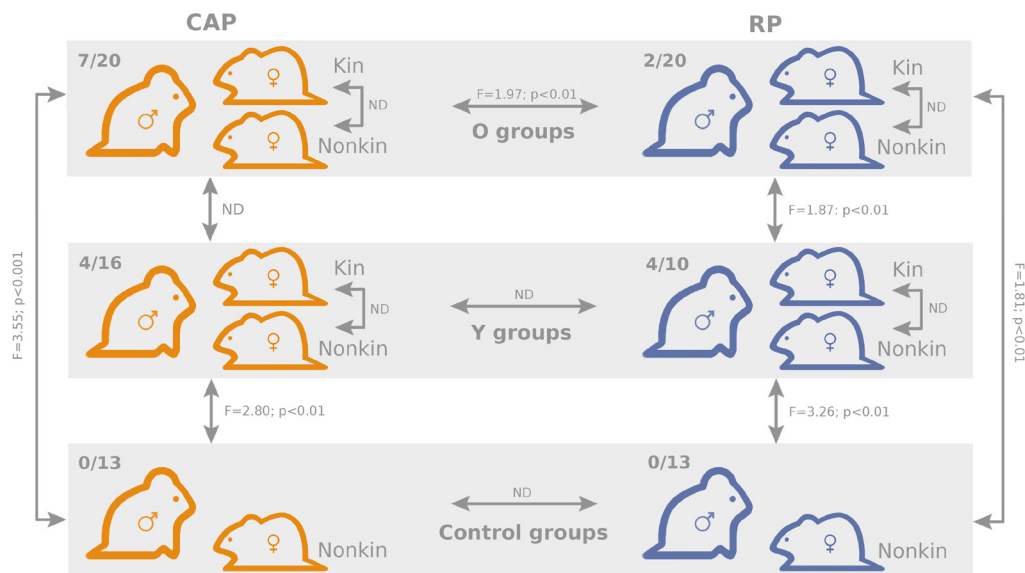 CAP RP
7/20 ♂ ♀ Kin ND ♀ Nonkin
F=1.97; p<0.01
O groups
2/20 ♂ ♀ Kin ND ♀ Nonkin
ND
F=1.87: p<0.01
F=3.55; p<0.001
F=1.81; p<0.01
4/16 ♂ ♀ Kin ND ♀ Nonkin
ND
Y groups
4/10 ♂ ♀ Kin ND ♀ Nonkin
F=2.80; p<0.01
F=3.26; p<0.01
0/13 ♂ ♀ Nonkin
ND
Control groups
0/13 ♂ ♀ Nonkin